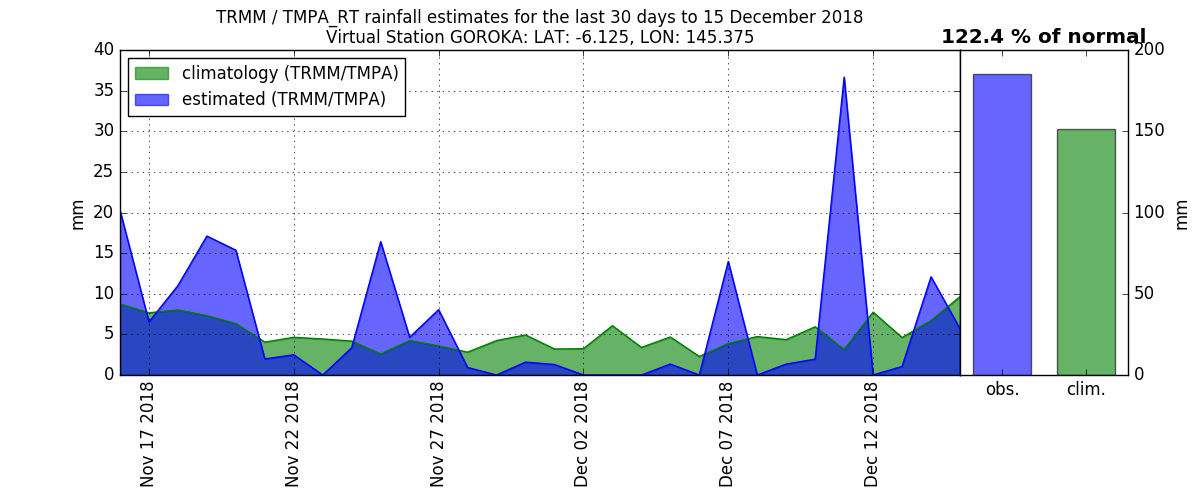 TRMM / TMPA_RT rainfall estimates for the last 30 days to 15 December 2018
Virtual Station GOROKA: LAT: -6.125, LON: 145.375
122.4 % of normal
climatology (TRMM/TMPA)
estimated (TRMM/TMPA)
mm
40
35
30
25
20
15
10
5
0
Nov 17 2018
Nov 22 2018
Nov 27 2018
Dec 02 2018
Dec 07 2018
Dec 12 2018
obs.
clim.
200
150
100
50
0
mm